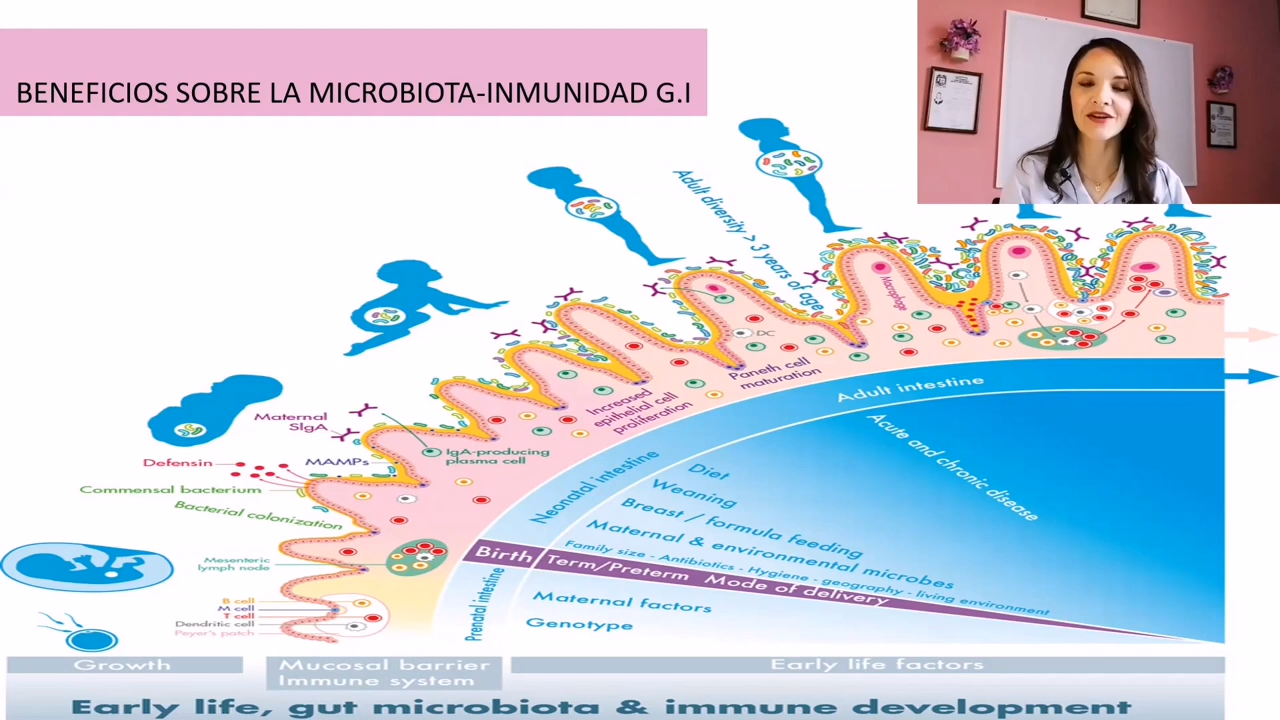 BENEFICIOS SOBRE LA MICROBIOTA-INMUNIDAD G.I
Adult diversity > 3 years of age
Macrophage
DC
Paneth cell
maturation
Increased
epithelial cell
proliferation
Maternal
SIgA
IgA-producing
plasma cell
Defensin
MAMPs
Commensal bacterium
Bacterial colonization
Mesenteric
lymph node
B cell
M cell
T cell
Dendritic cell
Peyer's patch
Adult intestine
Neonatal intestine
Prenatal intestine
Acute and chronic disease
Diet
Weaning
Breast / formula feeding
Maternal & environmental microbes
Family size - Antibiotics - Hygiene - geography - living environment
Birth Term/Preterm Mode of delivery
Maternal factors
Genotype
Growth
Mucosal barrier
Immune system
Early life factors
Early life, gut microbiota & immune development